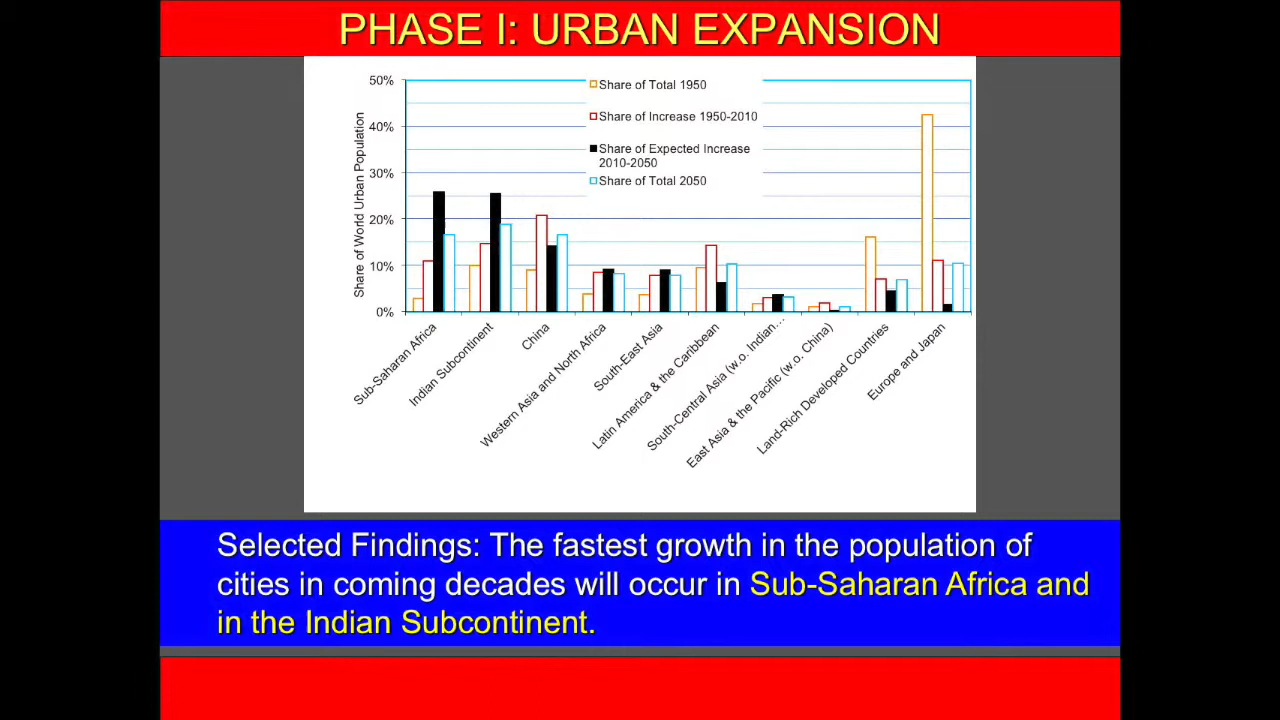 PHASE I: URBAN EXPANSION
50%
40%
30%
20%
10%
0%
Share of World Urban Population
Share of Total 1950
Share of Increase 1950-2010
Share of Expected Increase
2010-2050
Share of Total 2050
Sub-Saharan Africa
Indian Subcontinent
China
Western Asia and North Africa
South-East Asia
Latin America & the Caribbean
South-Central Asia (w.o. Indian…
East Asia & the Pacific (w.o. China)
Land-Rich Developed Countries
Europe and Japan
Selected Findings: The fastest growth in the population of
cities in coming decades will occur in Sub-Saharan Africa and
in the Indian Subcontinent.